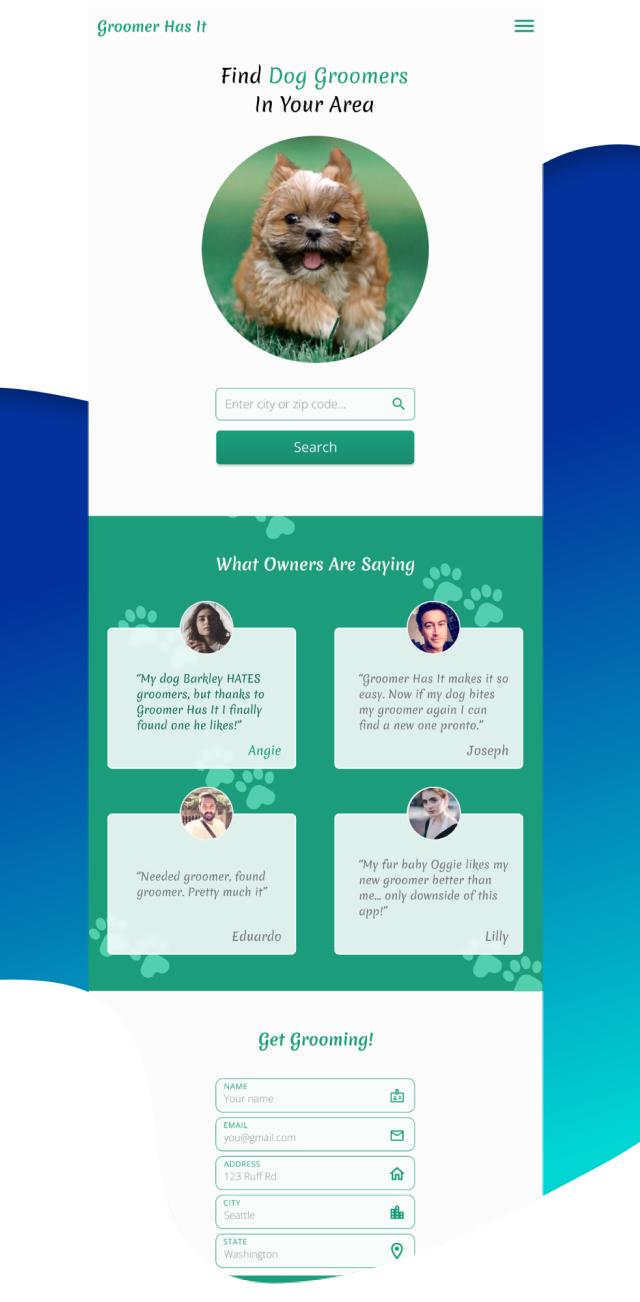 Groomer Has It
Find Dog Groomers
In Your Area
Enter city or zip code...
Search
What Owners Are Saying
“My dog Barkley HATES
groomers, but thanks to
Groomer Has It I finally
found one he likes!”
Angie
“Groomer Has It makes it so
easy. Now if my dog bites
my groomer again I can
find a new one pronto.”
Joseph
“Needed groomer, found
groomer. Pretty much it”
Eduardo
“My fur baby Oggie likes my
new groomer better than
me... only downside of this
app!”
Lilly
Get Grooming!
NAME
Your name
EMAIL
you@gmail.com
ADDRESS
123 Ruff Rd.
CITY
Seattle
STATE
Washington